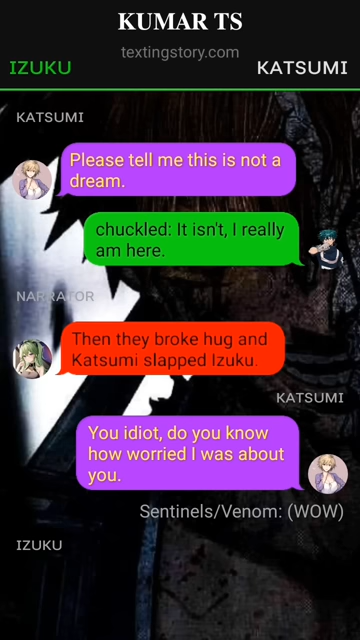 KUMAR TS
textingstory.com
IZUKU
KATSUMI
KATSUMI
Please tell me this is not a
dream.
chuckled: It isn't, I really
am here.
NARRATOR
Then they broke hug and
Katsumi slapped Izuku.
KATSUMI
You idiot, do you know
how worried I was about
you.
Sentinels/Venom: (WOW)
IZUKU